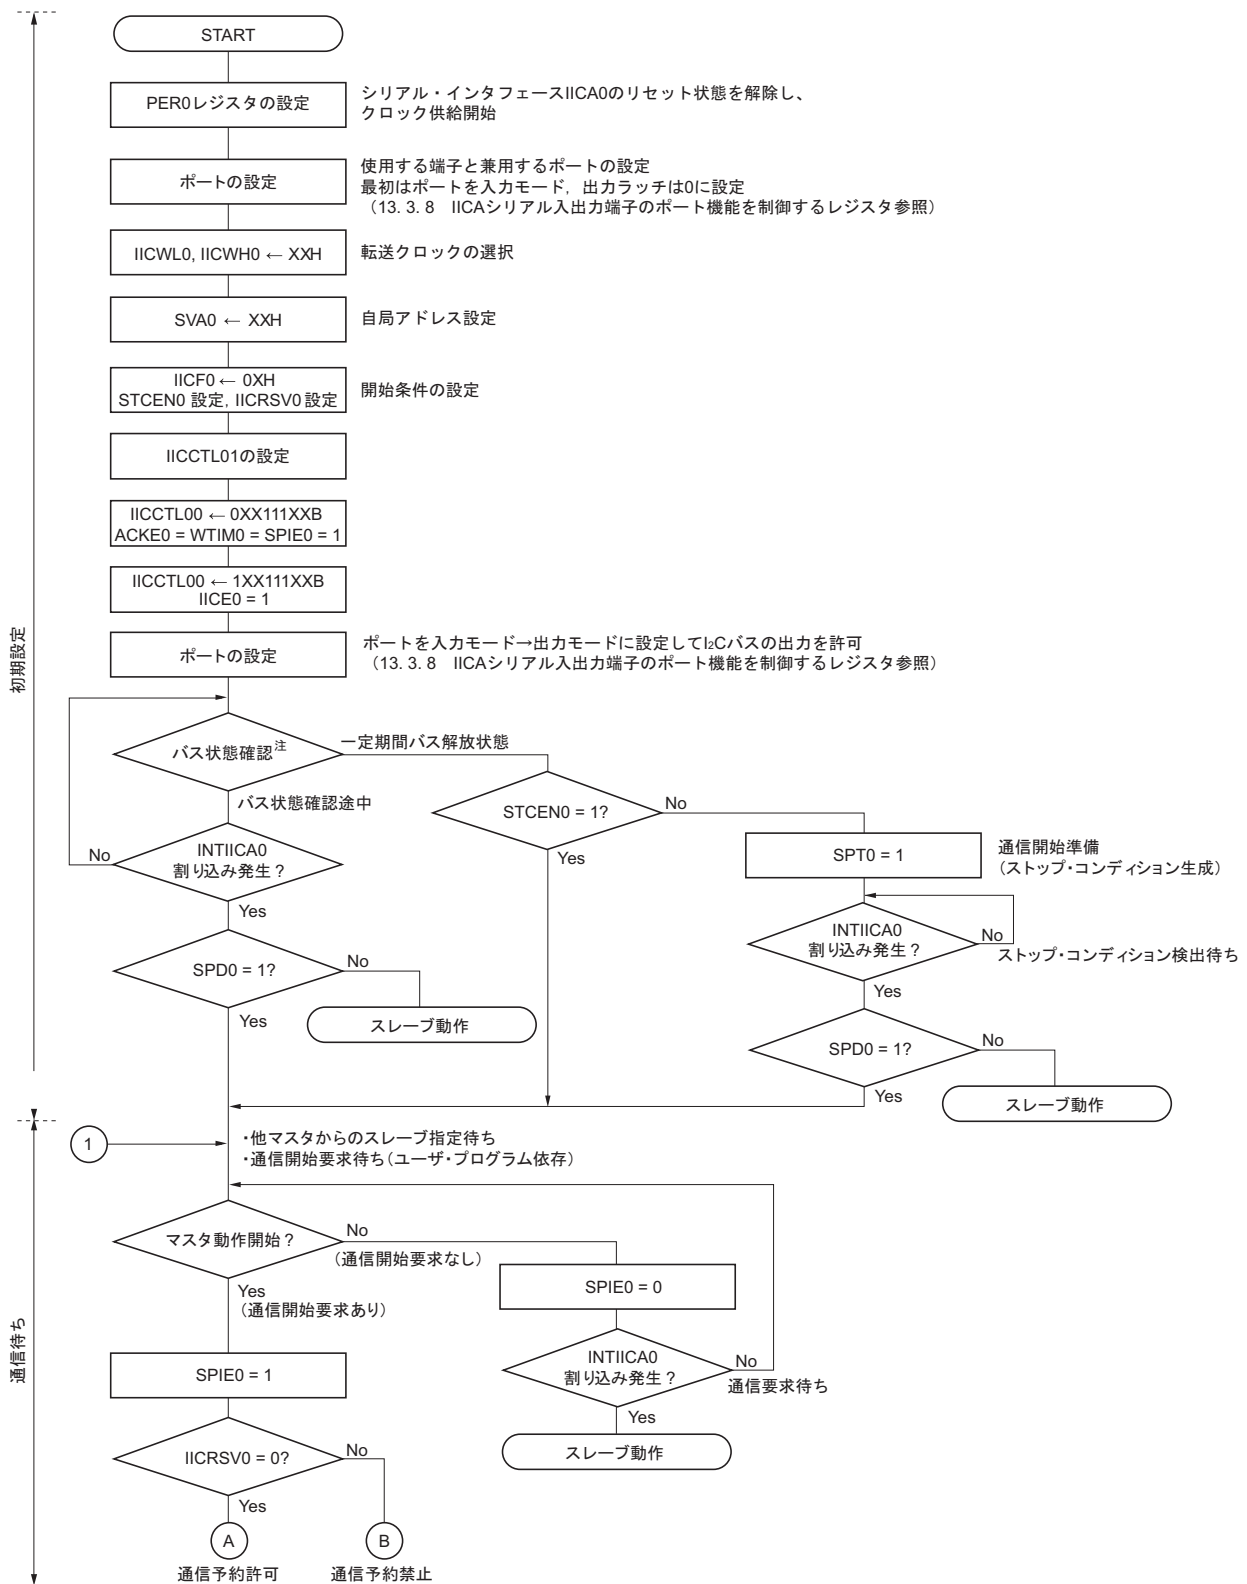 START
PER0レジスタの設定
シリアル・インタフェースIICA0のリセット状態を解除し、
クロック供給開始
ポートの設定
使用する端子と兼用するポートの設定
最初はポートを入力モード，出力ラッチは0に設定
（13. 3. 8　IICAシリアル入出力端子のポート機能を制御するレジスタ参照）
IICWL0, IICWH0 ← XXH
転送クロックの選択
SVA0 ← XXH
自局アドレス設定
IICF0 ← 0XH
STCEN0 設定, IICRSV0 設定
開始条件の設定
IICCTL01の設定
IICCTL00 ← 0XX111XXB
ACKE0 = WTIM0 = SPIE0 = 1
IICCTL00 ← 1XX111XXB
IICE0 = 1
ポートの設定
ポートを入力モード→出力モードに設定してI2Cバスの出力を許可
（13. 3. 8　IICAシリアル入出力端子のポート機能を制御するレジスタ参照）
初期設定
バス状態確認注
一定期間バス解放状態
バス状態確認途中
STCEN0 = 1?
No
Yes
SPT0 = 1
通信開始準備
（ストップ・コンディション生成）
INTIICA0
割り込み発生？
No
Yes
INTIICA0
割り込み発生？
No
ストップ・コンディション検出待ち
Yes
SPD0 = 1?
No
Yes
スレーブ動作
SPD0 = 1?
No
Yes
スレーブ動作
1
・他マスタからのスレーブ指定待ち
・通信開始要求待ち（ユーザ・プログラム依存）
マスタ動作開始？
No
（通信開始要求なし）
Yes
（通信開始要求あり）
SPIE0 = 0
INTIICA0
割り込み発生？
No
通信要求待ち
Yes
スレーブ動作
通信待ち
SPIE0 = 1
IICRSV0 = 0?
No
Yes
A
B
通信予約許可
通信予約禁止